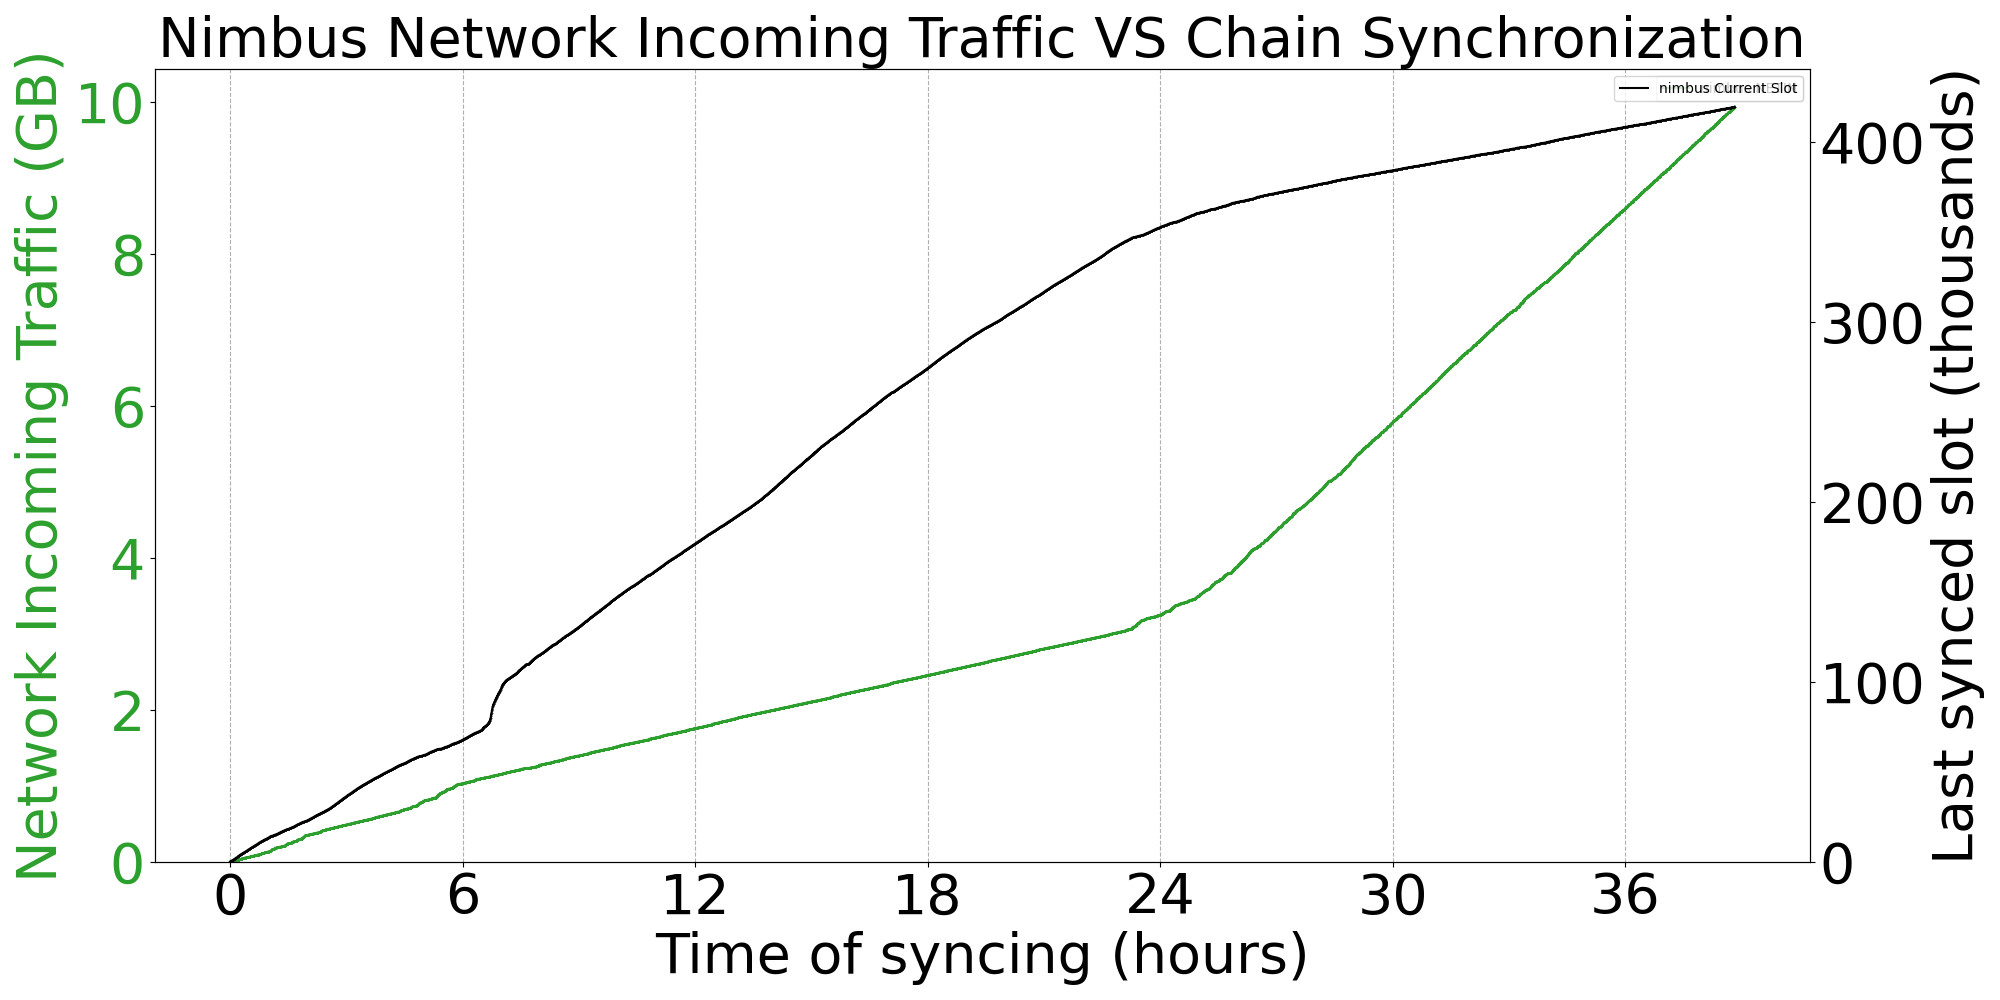 Nimbus Network Incoming Traffic VS Chain Synchronization
nimbus Current Slot
Network Incoming Traffic (GB)
10
8
6
4
2
0
Last synced slot (thousands)
400
300
200
100
0
0 6 12 18 24 30 36
Time of syncing (hours)